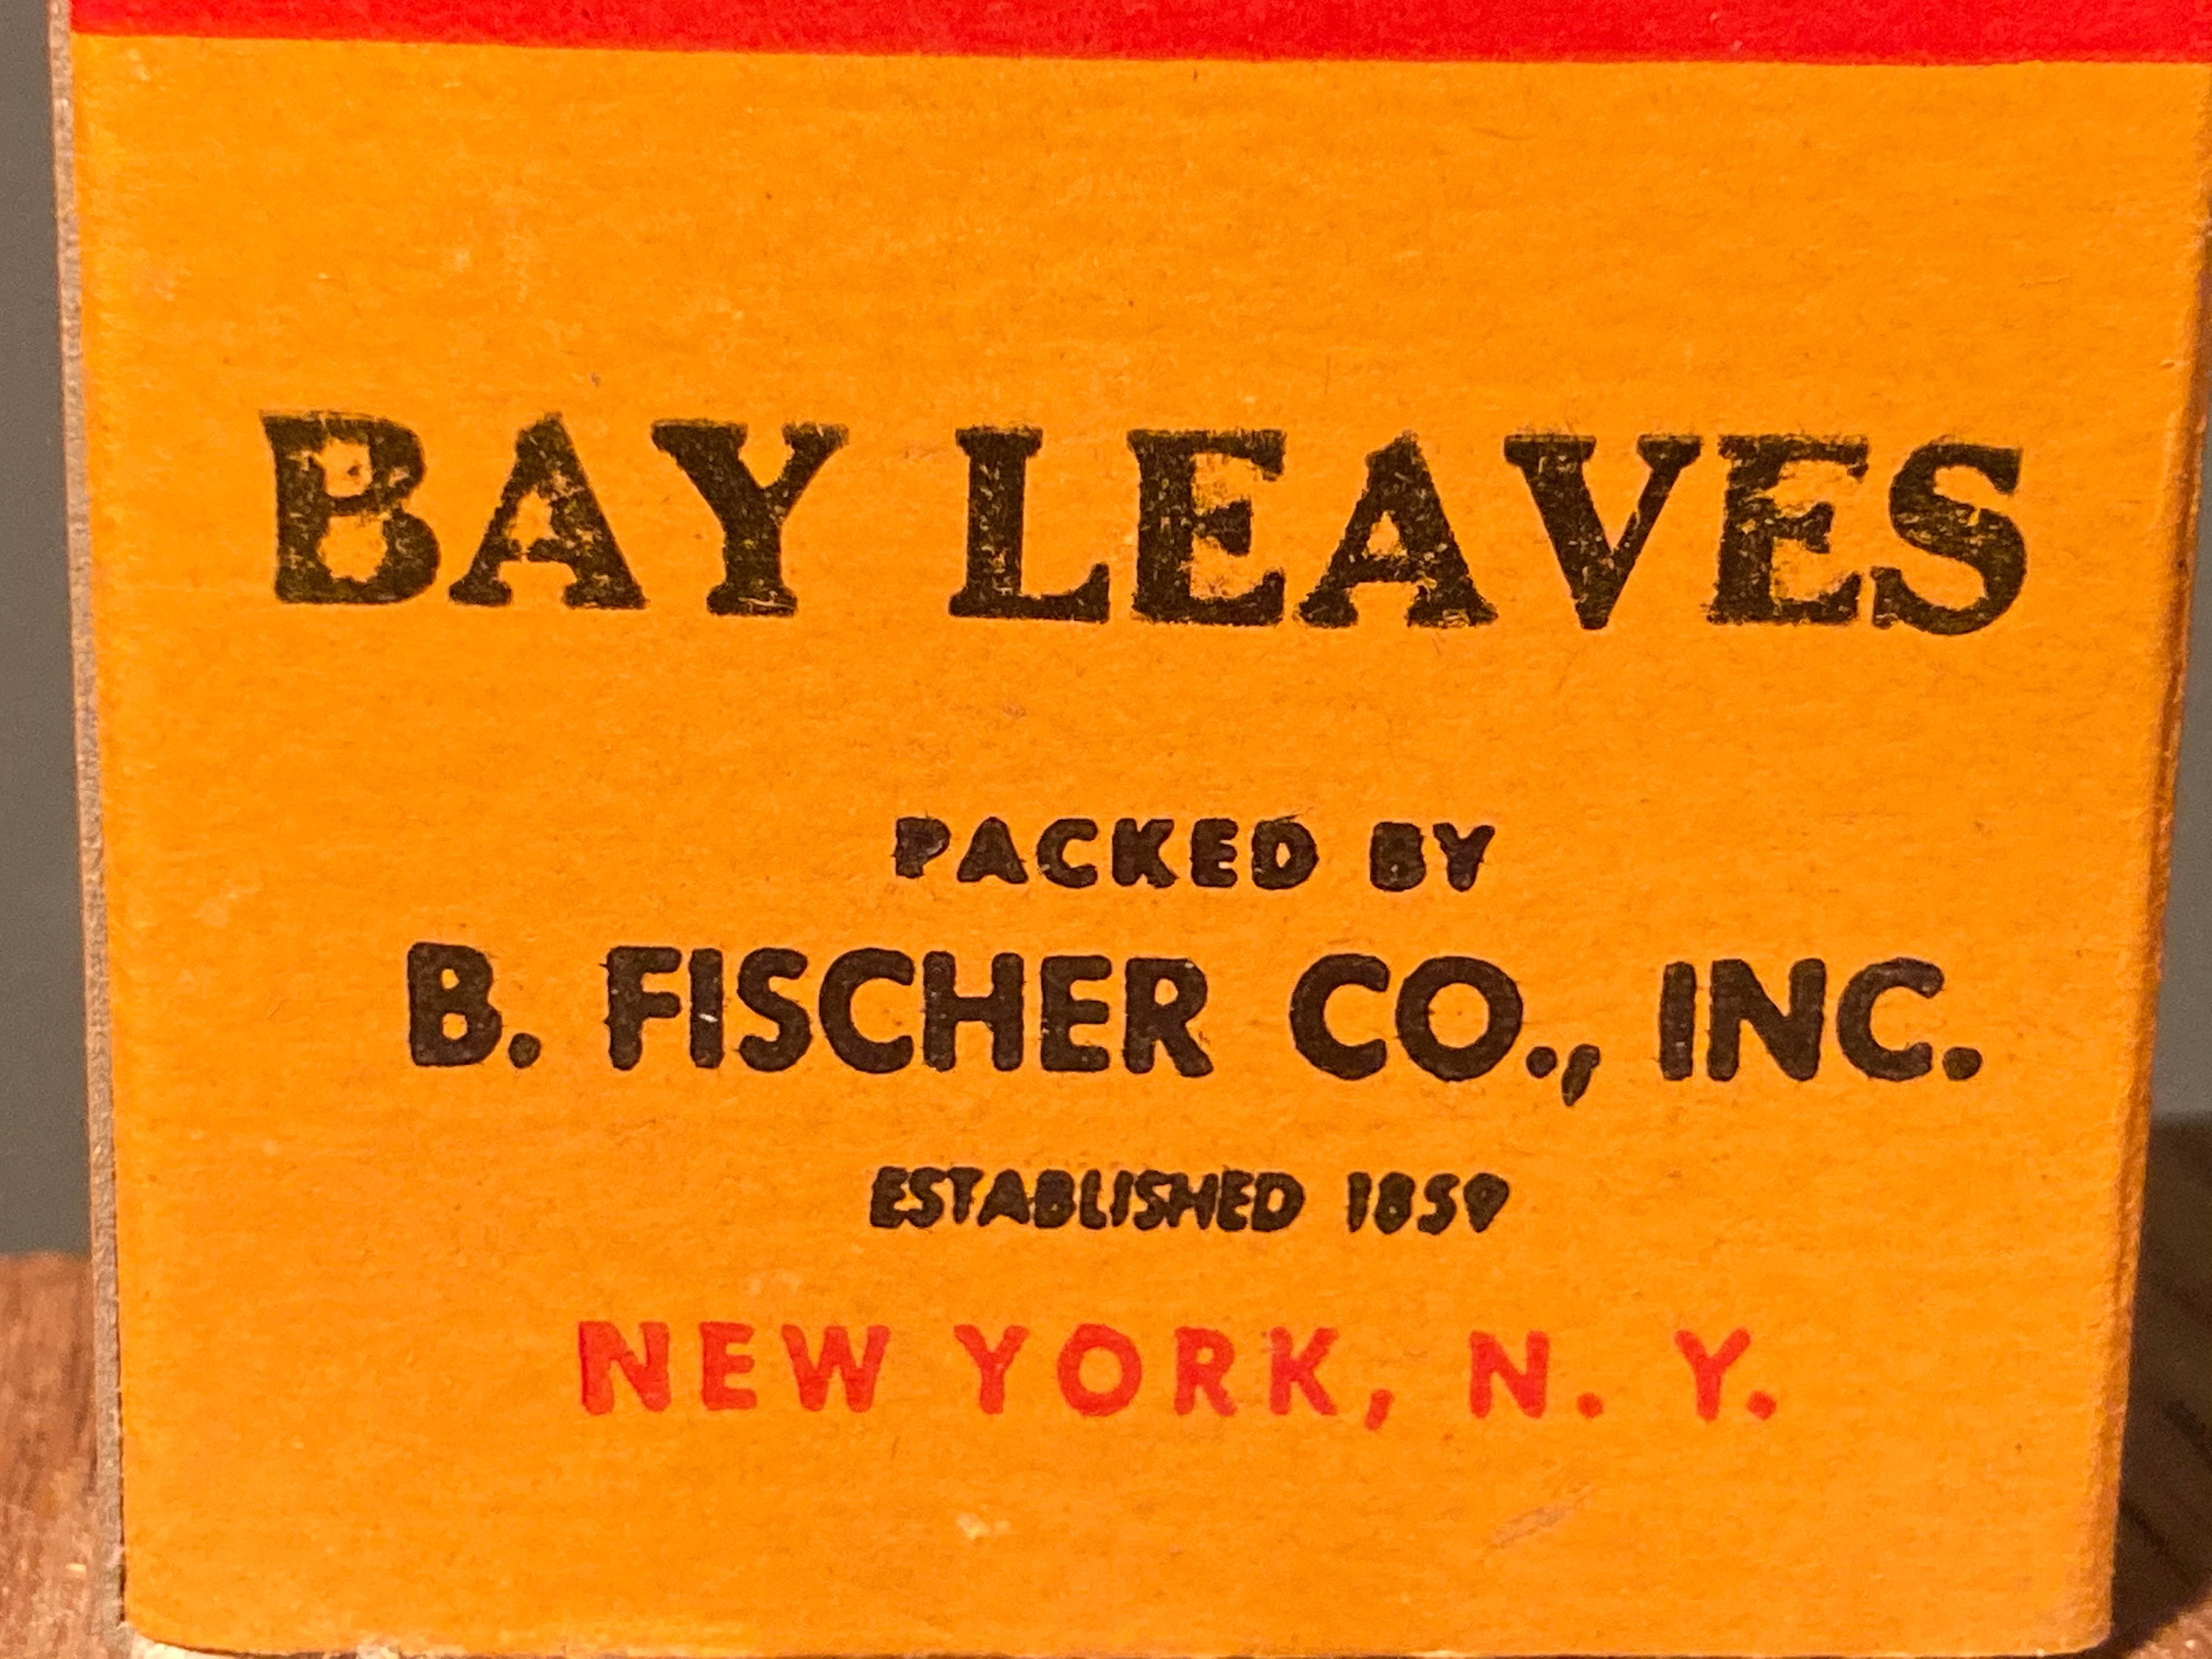 BAY LEAVES
PACKED BY
B. FISCHER CO., INC.
ESTABLISHED 1859
NEW YORK, N. Y.